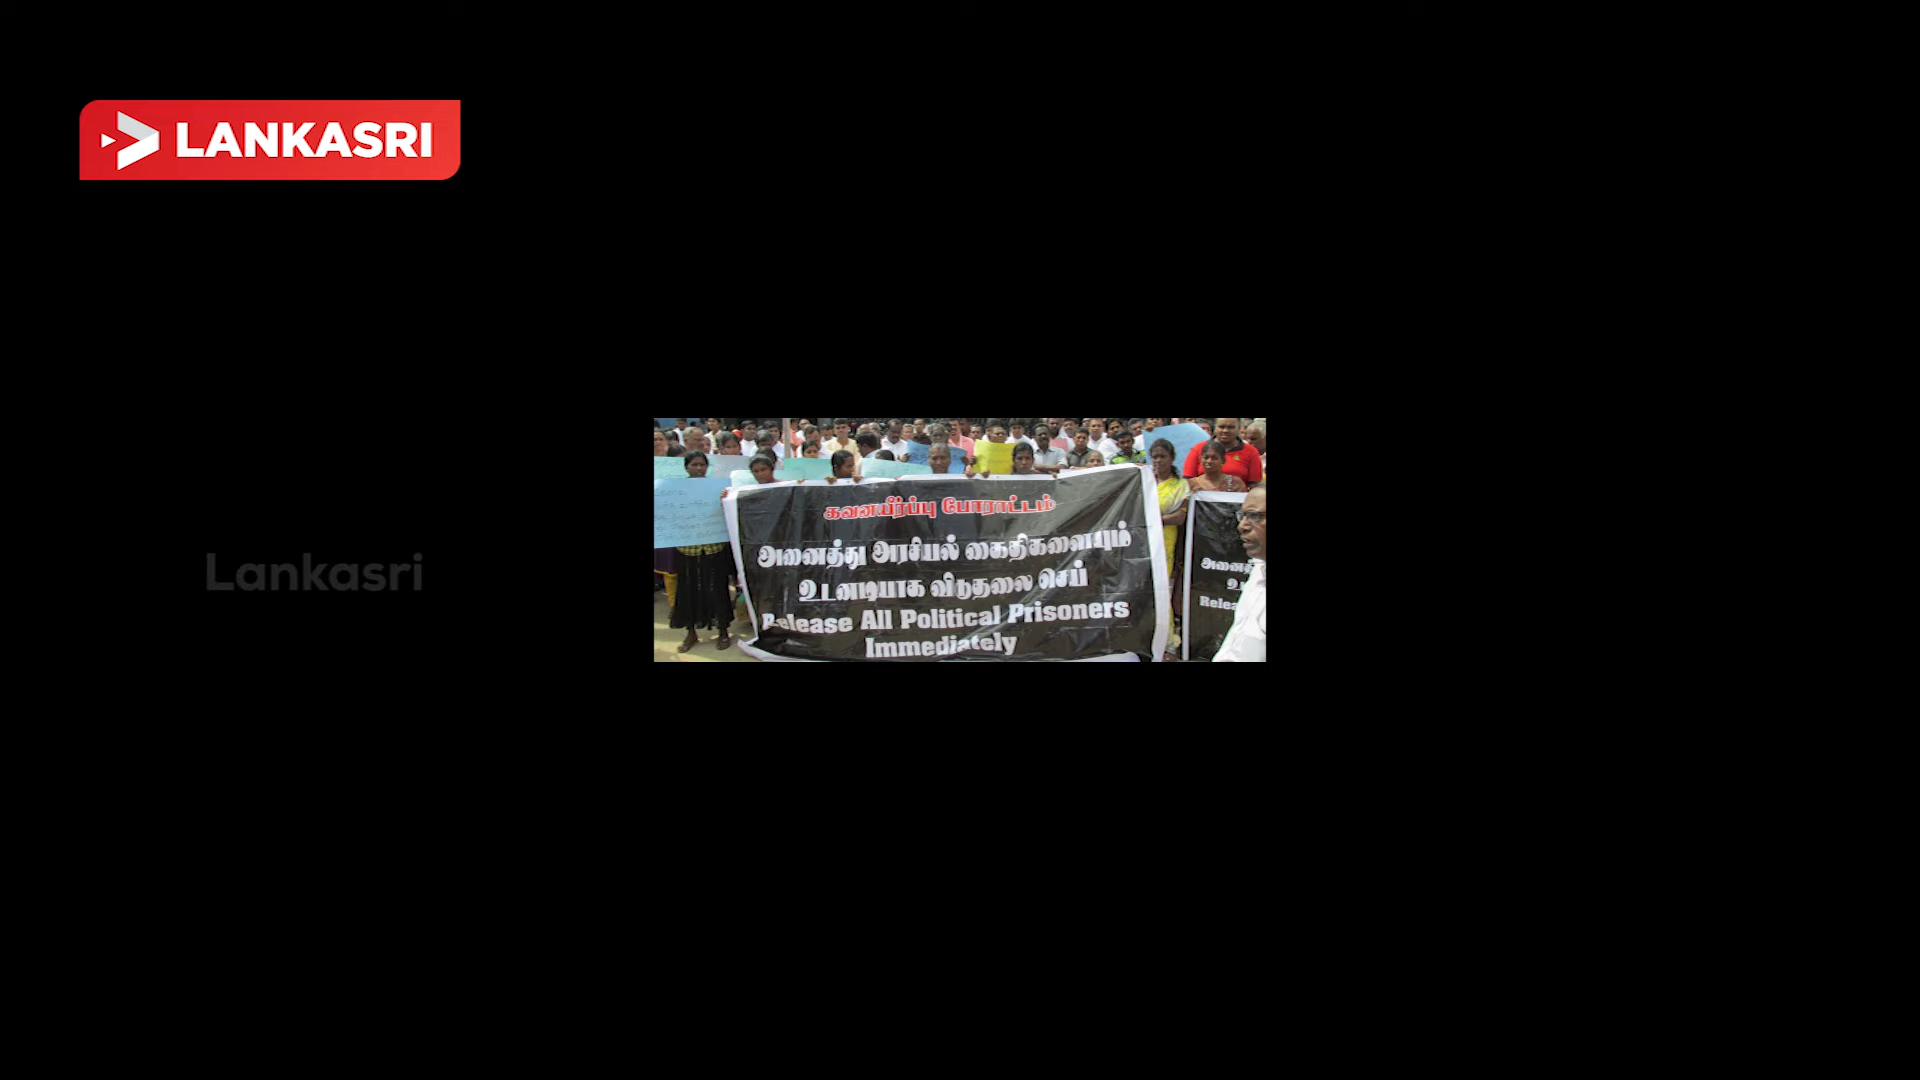 LANKASRI
Lankasri
கவனயீர்ப்பு போராட்டம்
அனைத்து அரசியல் கைதிகளையும்
உடனடியாக விடுதலை செய்
Release All Political Prisoners
Immediately